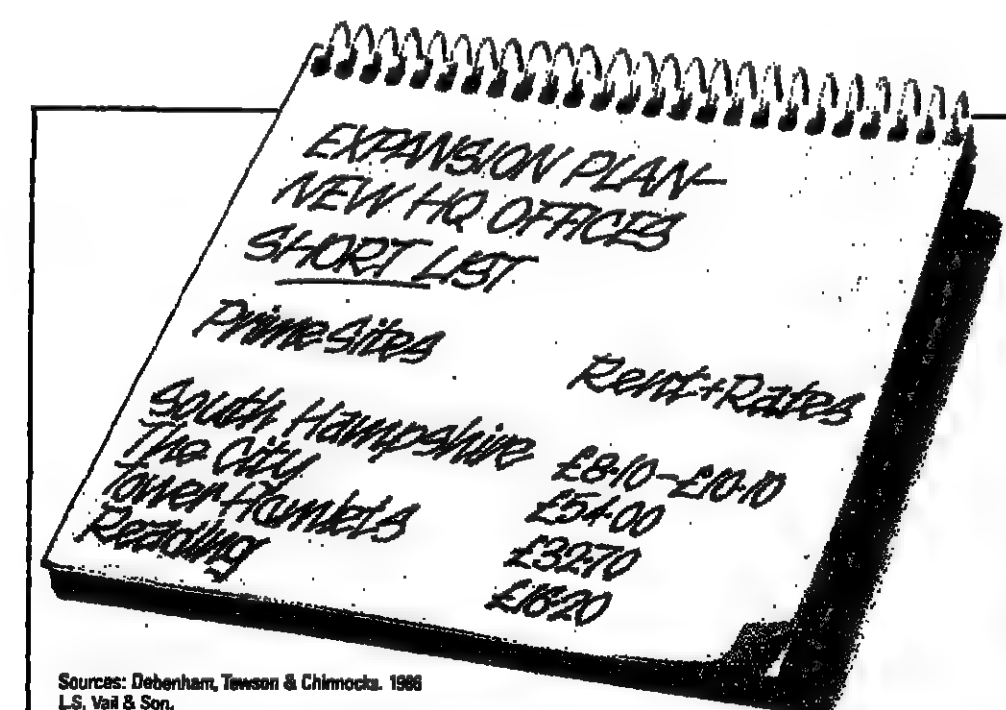 EXPANSION PLAN—
NEW HQ OFFICES
SHORT LIST
Prime Sites
Rent+Rates
South Hampshire £8·10–£10·10
The City £54·00
Tower Hamlets £32·70
Reading £16·20
Sources: Debenham, Tewson & Chinnocks. 1986
L.S. Vail & Son.